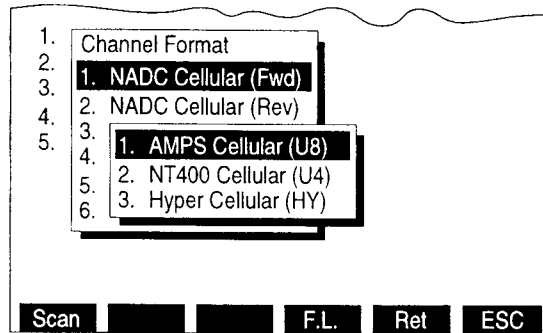 1.
2.
3.
4.
5.
Channel Format
1. NADC Cellular (Fwd)
2. NADC Cellular (Rev)
3.
4.
5.
6.
1. AMPS Cellular (U8)
2. NT400 Cellular (U4)
3. Hyper Cellular (HY)
Scan F.L. Ret ESC